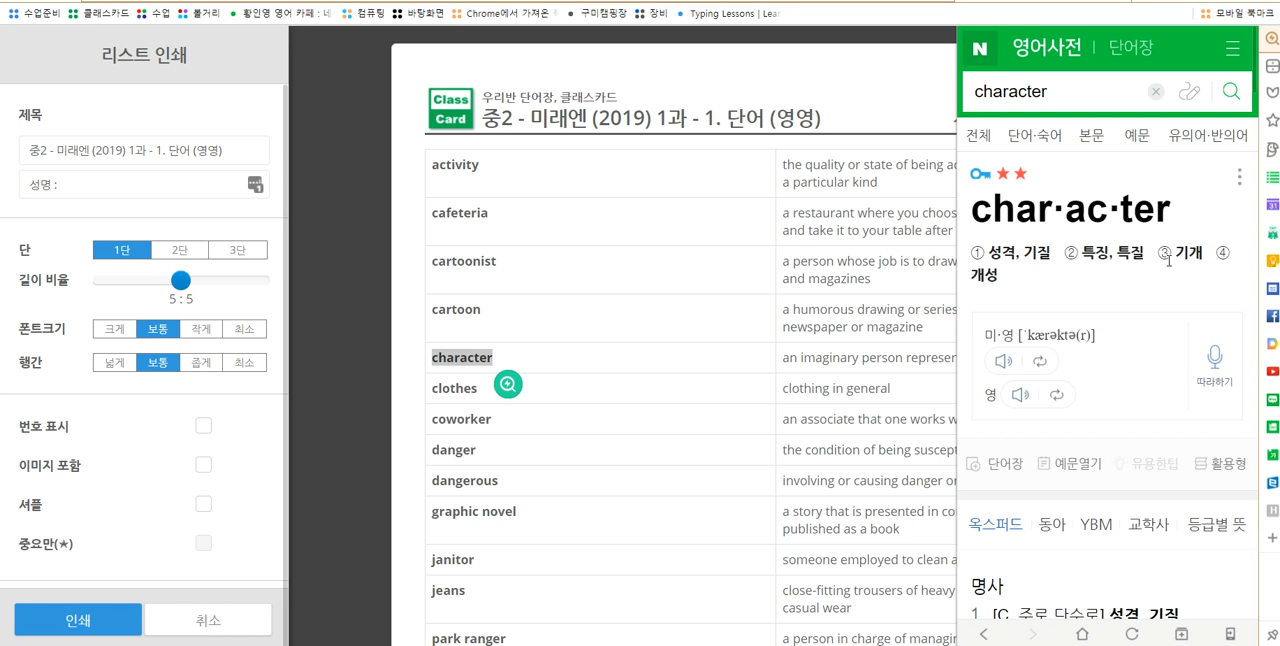 수업준비 클래스카드 수업 볼거리 황인영 영어 카페 : 네 컴퓨팅 바탕화면 Chrome에서 가져온 구미캠핑장 장비 Typing Lessons | Lear 모바일 북마크
리스트 인쇄
제목
중2 - 미래엔 (2019) 1과 - 1. 단어 (영영)
성명 :
단 1단 2단 3단
길이 비율
5 : 5
폰트크기 크게 보통 작게 최소
행간 넓게 보통 좁게 최소
번호 표시
이미지 포함
셔플
중요만(★)
인쇄 취소
Class Card
우리반 단어장, 클래스카드
중2 - 미래엔 (2019) 1과 - 1. 단어 (영영)
activity the quality or state of being ac
a particular kind
cafeteria a restaurant where you choos
and take it to your table after
cartoonist a person whose job is to draw
and magazines
cartoon a humorous drawing or series
newspaper or magazine
character an imaginary person represen
clothes clothing in general
coworker an associate that one works w
danger the condition of being suscept
dangerous involving or causing danger or
graphic novel a story that is presented in co
published as a book
janitor someone employed to clean a
jeans close-fitting trousers of heavy
casual wear
park ranger a person in charge of managin
N 영어사전 | 단어장
character
전체 단어·숙어 본문 예문 유의어·반의어
char·ac·ter
① 성격, 기질 ② 특징, 특질 ③ 기개 ④
개성
미·영 [ˈkærəktə(r)]
영
따라하기
단어장 예문열기 유용한팁 활용형
옥스퍼드 동아 YBM 교학사 등급별 뜻
명사
1. [C, 주로 단수로] 성격, 기질